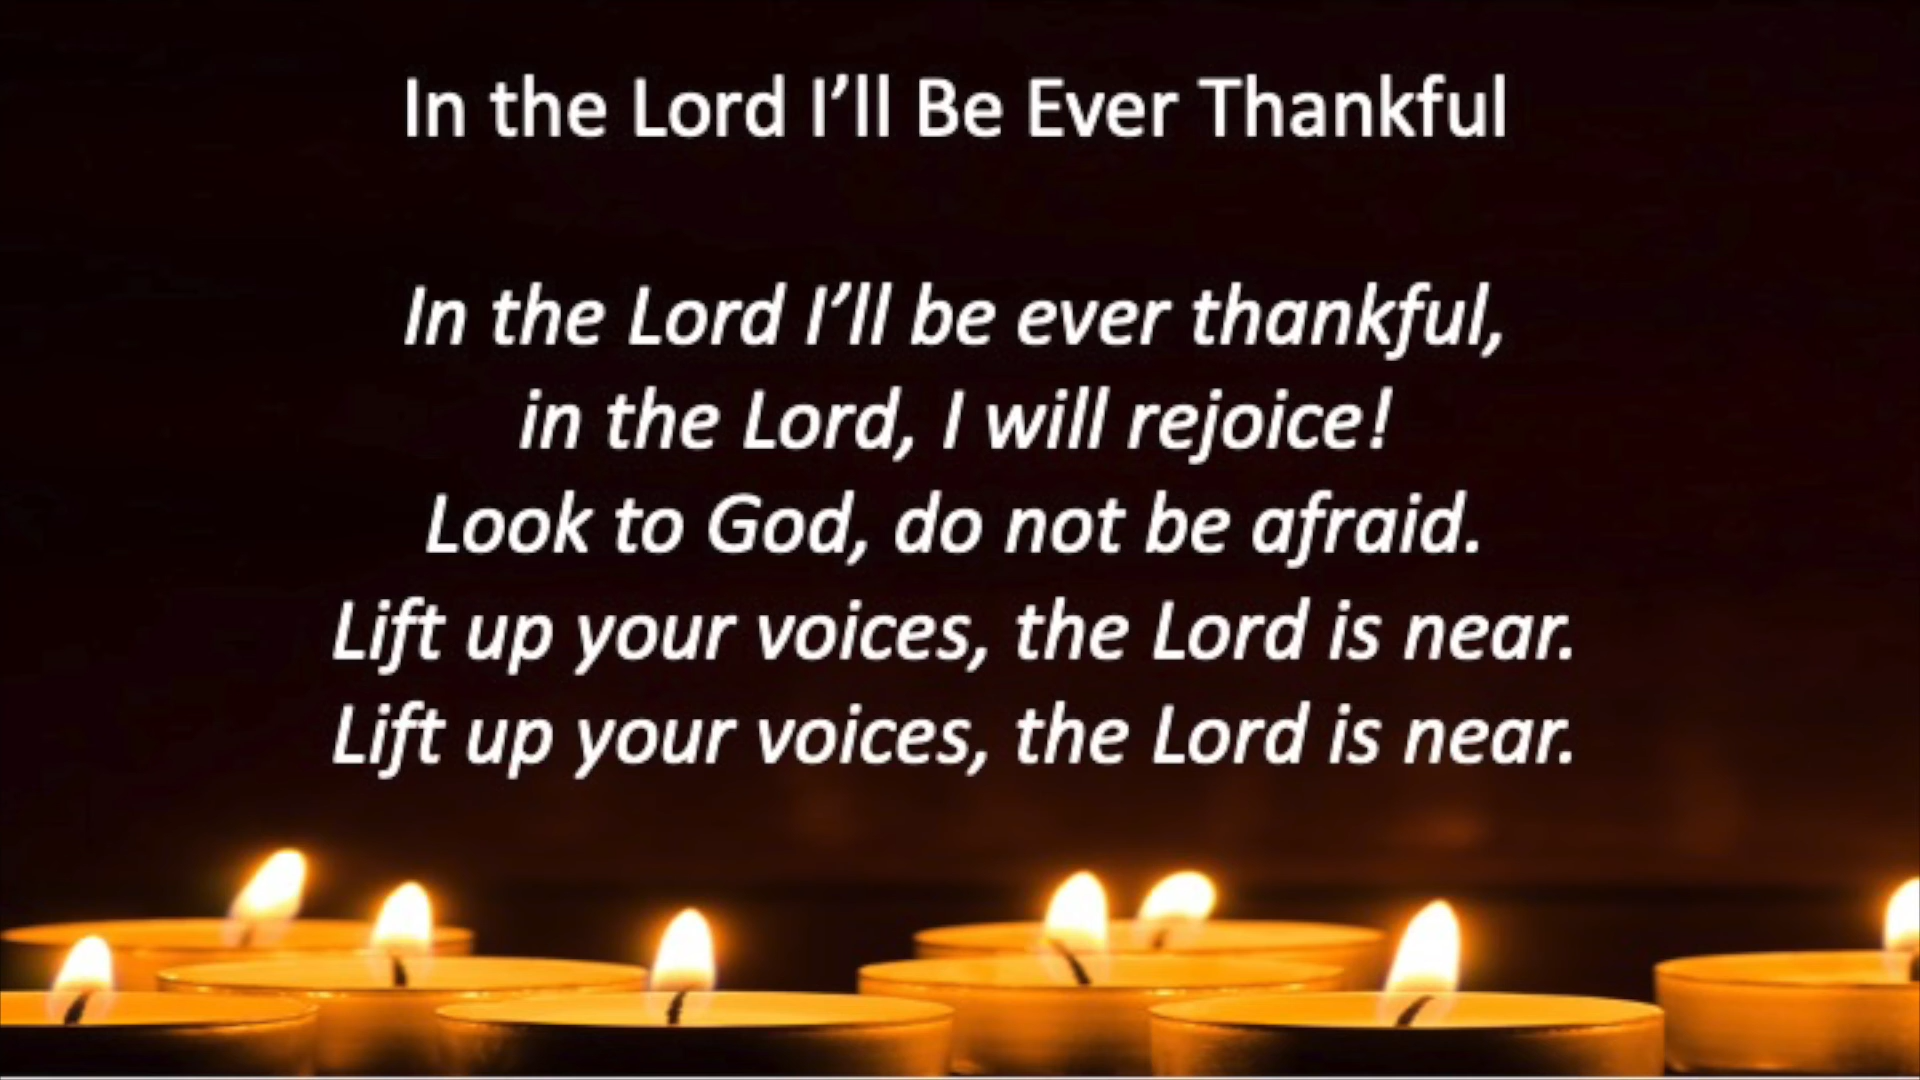 In the Lord I’ll Be Ever Thankful
In the Lord I’ll be ever thankful,
in the Lord, I will rejoice!
Look to God, do not be afraid.
Lift up your voices, the Lord is near.
Lift up your voices, the Lord is near.